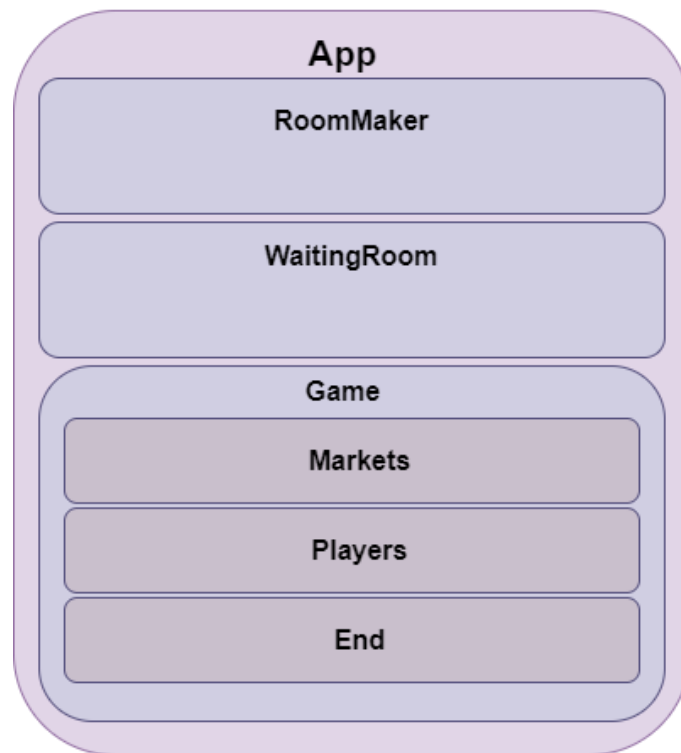 App
RoomMaker
WaitingRoom
Game
Markets
Players
End